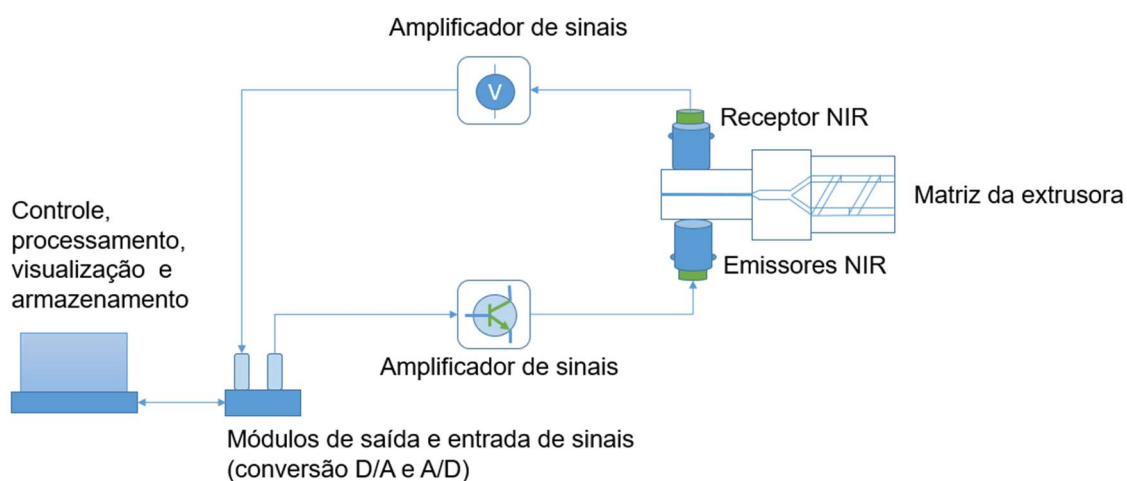 Amplificador de sinais
V
Receptor NIR
Matriz da extrusora
Controle,
processamento,
visualização e
armazenamento
Emissores NIR
Amplificador de sinais
Módulos de saída e entrada de sinais
(conversão D/A e A/D)